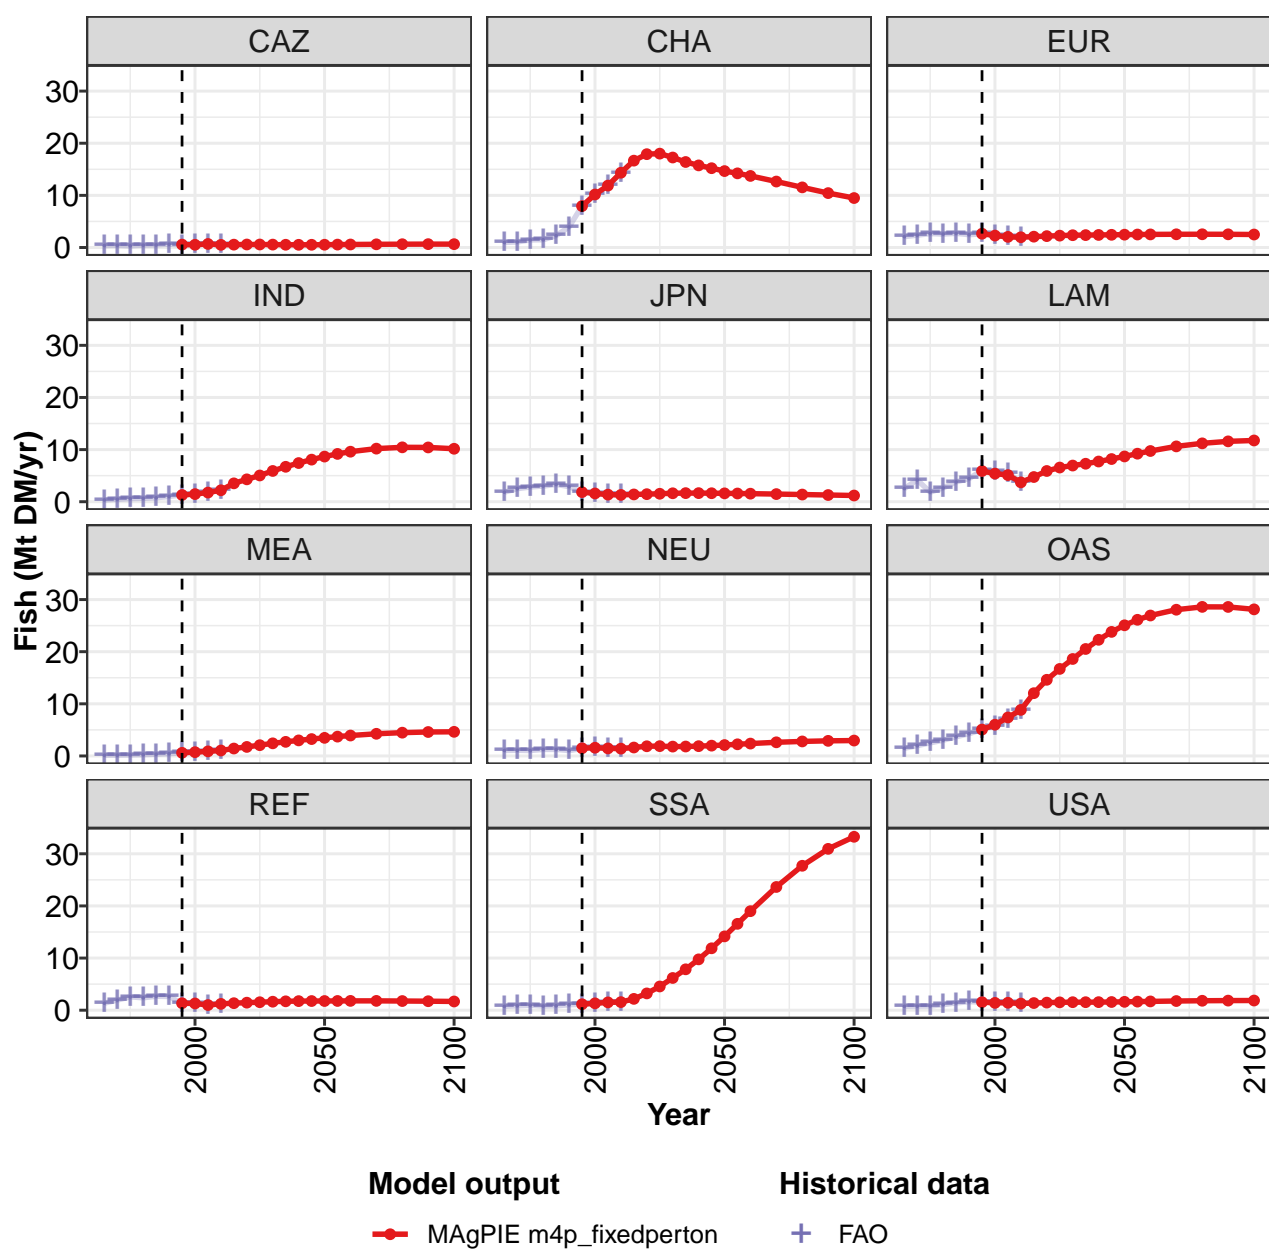 CAZ CHA EUR
30
20
10
0
IND JPN LAM
30
20
10
0
MEA NEU OAS
30
20
10
0
REF SSA USA
30
20
10
0
Fish (Mt DM/yr)
2000 2050 2100 2000 2050 2100 2000 2050 2100
Year
Model output Historical data
MAgPIE m4p_fixedperton FAO